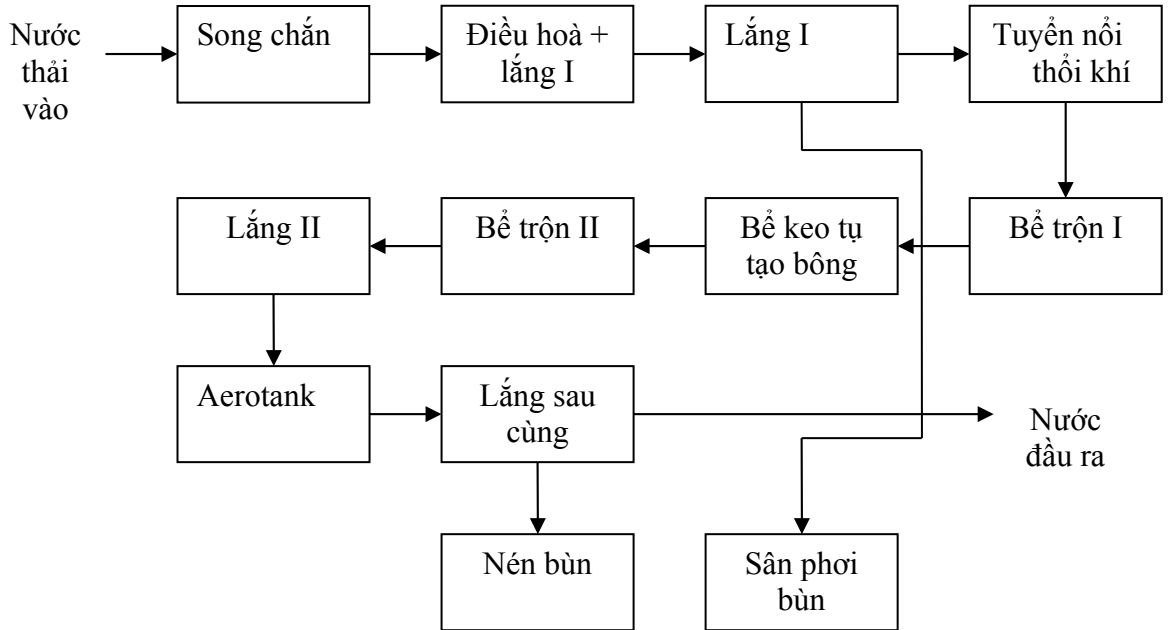 Nước
thải
vào
Song chắn
Điều hoà +
lắng I
Lắng I
Tuyển nổi
thổi khí
Lắng II
Bể trộn II
Bể keo tụ
tạo bông
Bể trộn I
Aerotank
Lắng sau
cùng
Nước
đầu ra
Nén bùn
Sân phơi
bùn